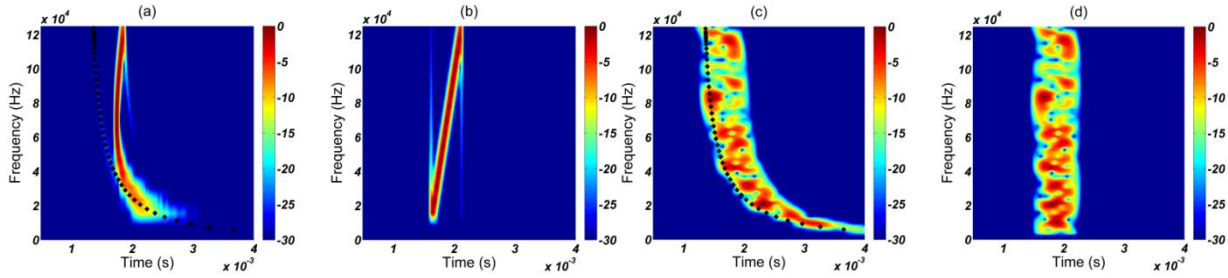 (a) (b) (c) (d)
x 10⁴ x 10⁴ x 10⁴ x 10⁴
12 0 12 0 12 0 12 0
10 -5 10 -5 10 -5 10 -5
8 -10 8 -10 8 -10 8 -10
6 -15 6 -15 6 -15 6 -15
4 -20 4 -20 4 -20 4 -20
2 -25 2 -25 2 -25 2 -25
0 -30 0 -30 0 -30 0 -30
Frequency (Hz) Frequency (Hz) Frequency (Hz) Frequency (Hz)
1 2 3 4 1 2 3 4 1 2 3 4 1 2 3 4
Time (s) Time (s) Time (s) Time (s)
x 10⁻³ x 10⁻³ x 10⁻³ x 10⁻³